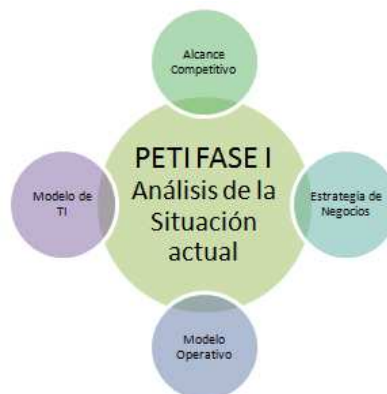 Alcance
Competitivo
PETI FASE I
Análisis de la
Situación
actual
Modelo de
TI
Estrategia de
Negocios
Modelo
Operativo